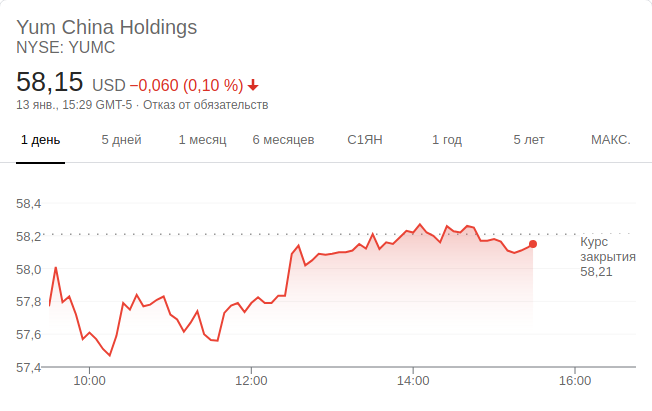 Yum China Holdings
NYSE: YUMC
58,15 USD −0,060 (0,10 %)
13 янв., 15:29 GMT-5 · Отказ от обязательств
1 день 5 дней 1 месяц 6 месяцев С1ЯН 1 год 5 лет МАКС.
58,4
58,2
58,0
57,8
57,6
57,4
Курс
закрытия
58,21
10:00 12:00 14:00 16:00